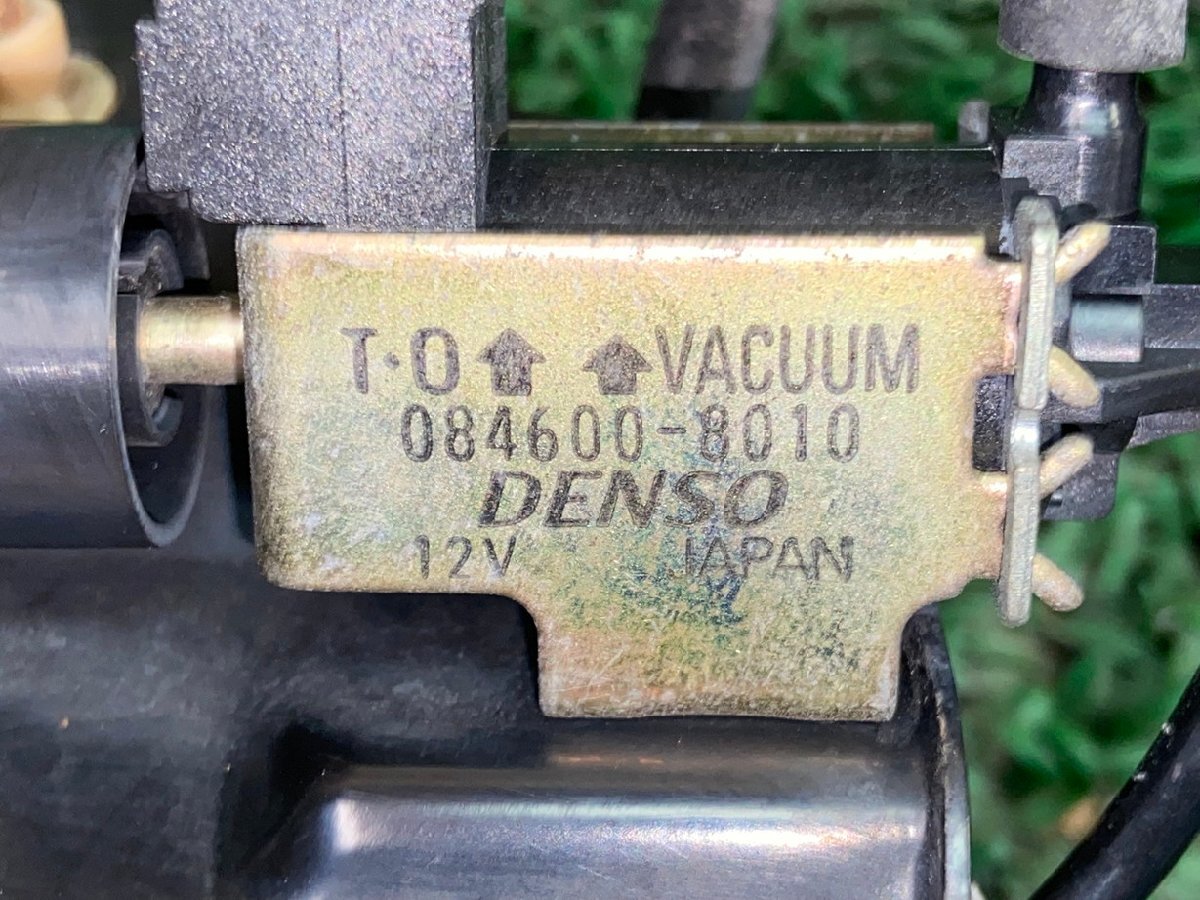 T·O ⇧ ⇧ VACUUM
084600-8010
DENSO
12V JAPAN